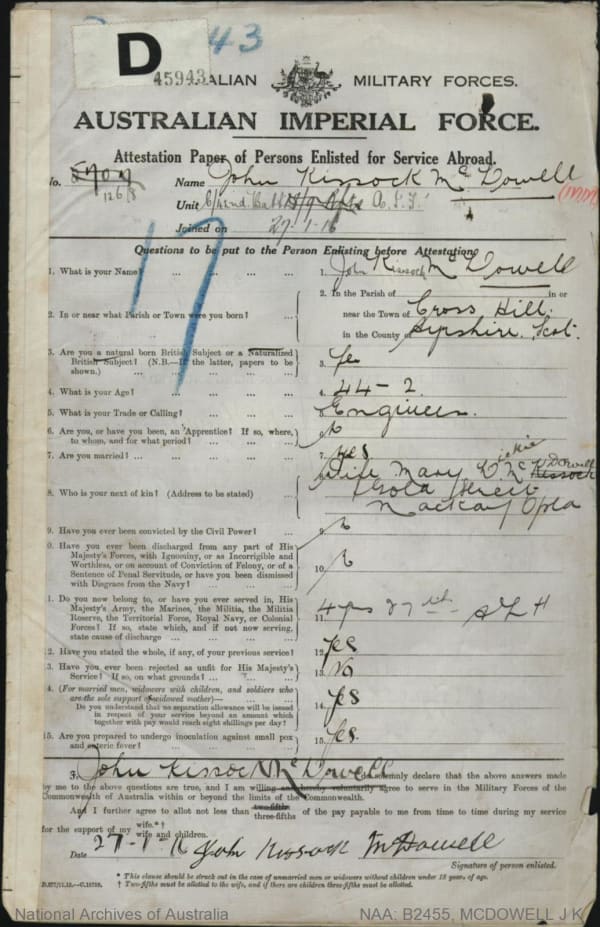 43
D
45943
AUSTRALIAN MILITARY FORCES.
AUSTRALIAN IMPERIAL FORCE.
Attestation Paper of Persons Enlisted for Service Abroad.
No. 1268 Name John Kissock McDowell
Unit 6/42nd Battn A.I.F.
Joined on 27-1-16
17
Questions to be put to the Person Enlisting before Attestation.
1. What is your Name? ... ... ... 1. John Kissock McDowell
2. In or near what Parish or Town were you born? ... 2. In the Parish of in or
near the Town of Cross Hill
in the County of Ayrshire, Scot.
3. Are you a natural born British Subject or a Naturalized
British Subject? (N.B.—If the latter, papers to be
shown.) ... ... ... 3. Yes
4. What is your Age? ... ... ... 4. 44-2
5. What is your Trade or Calling? ... ... ... 5. Engineer.
6. Are you, or have you been, an Apprentice? If so, where,
to whom, and for what period? ... ... 6. No
7. Are you married? ... ... ... 7. yes
8. Who is your next of kin? (Address to be stated) ... 8. Wife Mary Dickie McDowell
Gold Street
Mackay Qsld
9. Have you ever been convicted by the Civil Power? ... 9. No
0. Have you ever been discharged from any part of His
Majesty's Forces, with Ignominy, or as Incorrigible and
Worthless, or on account of Conviction of Felony, or of a
Sentence of Penal Servitude, or have you been dismissed
with Disgrace from the Navy? ... ... 10. No
1. Do you now belong to, or have you ever served in, His
Majesty's Army, the Marines, the Militia, the Militia
Reserve, the Territorial Force, Royal Navy, or Colonial
Forces? If so, state which, and if not now serving,
state cause of discharge ... ... 11. 4 yrs 27th A L H
2. Have you stated the whole, if any, of your previous service? 12. yes
3. Have you ever been rejected as unfit for His Majesty's
Service? If so, on what grounds? ... ... 13. No
4. (For married men, widowers with children, and soldiers who
are the sole support of widowed mother)—
Do you understand that no separation allowance will be issued
in respect of your service beyond an amount which
together with pay would reach eight shillings per day? 14. yes
15. Are you prepared to undergo inoculation against small pox
and enteric fever? ... ... ... 15. Yes.
I, John Kissock McDowell do solemnly declare that the above answers made
by me to the above questions are true, and I am willing and hereby voluntarily agree to serve in the Military Forces of the
Commonwealth of Australia within or beyond the limits of the Commonwealth.
And I further agree to allot not less than two-fifths three-fifths of the pay payable to me from time to time during my service
for the support of my wife.*† wife and children.
Date 27-1-16 John Kissock McDowell
Signature of person enlisted.
* This clause should be struck out in the case of unmarried men or widowers without children under 18 years of age.
† Two-fifths must be allotted to the wife, and if there are children three-fifths must be allotted.
National Archives of Australia NAA: B2455, MCDOWELL J K